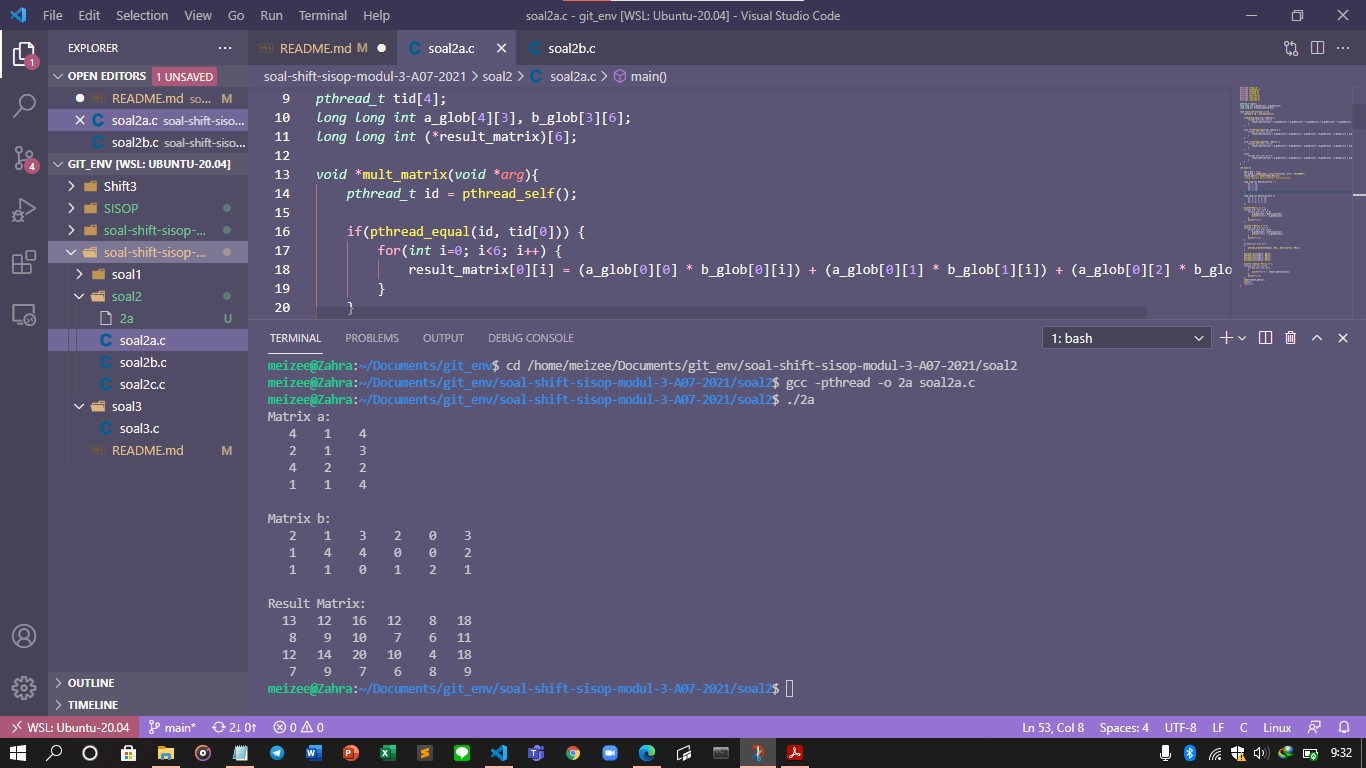 File Edit Selection View Go Run Terminal Help
soal2a.c - git_env [WSL: Ubuntu-20.04] - Visual Studio Code
EXPLORER
OPEN EDITORS 1 UNSAVED
README.md so... M
soal2a.c soal-shift-siso...
soal2b.c soal-shift-siso...
GIT_ENV [WSL: UBUNTU-20.04]
Shift3
SISOP
soal-shift-sisop-...
soal-shift-sisop-...
soal1
soal2
2a U
soal2a.c
soal2b.c
soal2c.c
soal3
soal3.c
README.md M
OUTLINE
TIMELINE
1
4
README.md M
soal2a.c
soal2b.c
soal-shift-sisop-modul-3-A07-2021 > soal2 > soal2a.c > main()
9 pthread_t tid[4];
10 long long int a_glob[4][3], b_glob[3][6];
11 long long int (*result_matrix)[6];
12
13 void *mult_matrix(void *arg){
14 pthread_t id = pthread_self();
15
16 if(pthread_equal(id, tid[0])) {
17 for(int i=0; i<6; i++) {
18 result_matrix[0][i] = (a_glob[0][0] * b_glob[0][i]) + (a_glob[0][1] * b_glob[1][i]) + (a_glob[0][2] * b_glo
19 }
20 }
TERMINAL PROBLEMS OUTPUT DEBUG CONSOLE
1: bash
meizee@Zahra:~/Documents/git_env$ cd /home/meizee/Documents/git_env/soal-shift-sisop-modul-3-A07-2021/soal2
meizee@Zahra:~/Documents/git_env/soal-shift-sisop-modul-3-A07-2021/soal2$ gcc -pthread -o 2a soal2a.c
meizee@Zahra:~/Documents/git_env/soal-shift-sisop-modul-3-A07-2021/soal2$ ./2a
Matrix a:
4 1 4
2 1 3
4 2 2
1 1 4
Matrix b:
2 1 3 2 0 3
1 4 4 0 0 2
1 1 0 1 2 1
Result Matrix:
13 12 16 12 8 18
8 9 10 7 6 11
12 14 20 10 4 18
7 9 7 6 8 9
meizee@Zahra:~/Documents/git_env/soal-shift-sisop-modul-3-A07-2021/soal2$
WSL: Ubuntu-20.04 main* 2↓ 0↑ 0 0
Ln 53, Col 8 Spaces: 4 UTF-8 LF C Linux
9:32